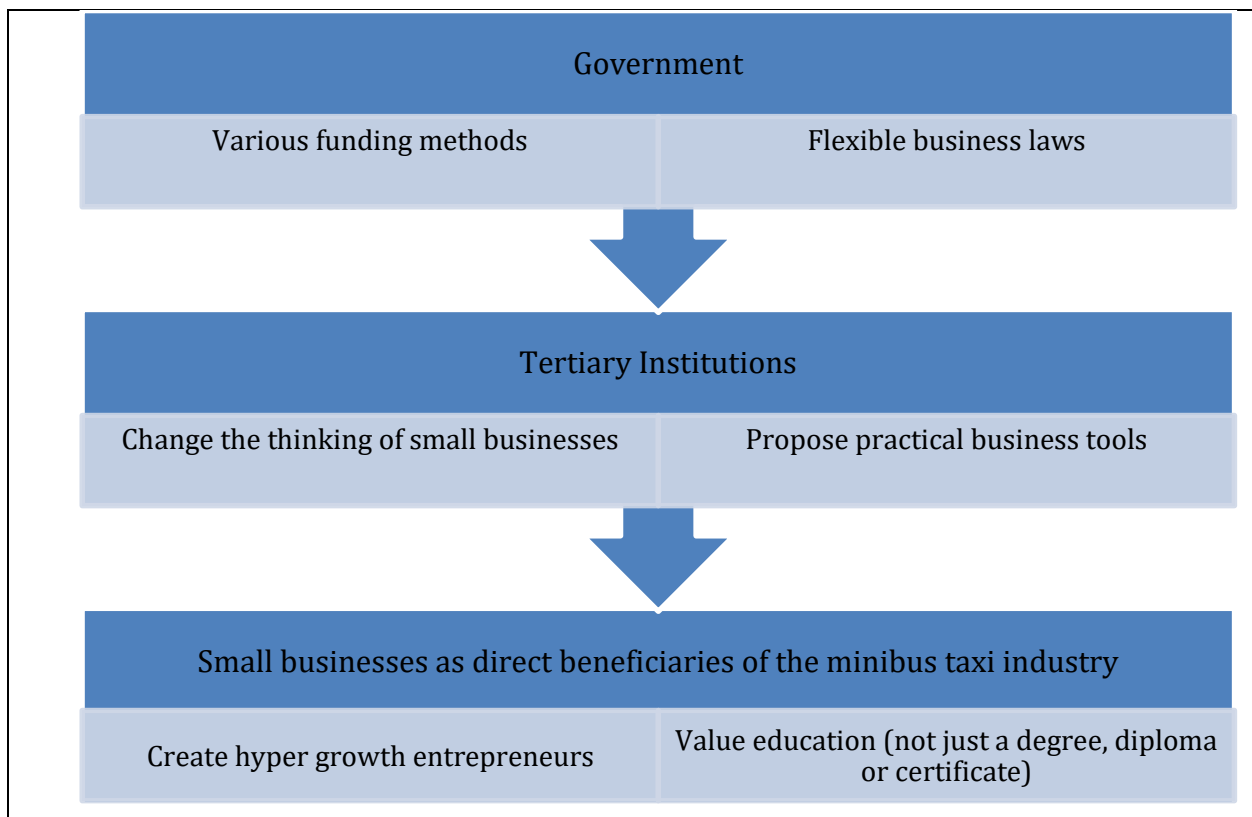 Government
Various funding methods
Flexible business laws
Tertiary Institutions
Change the thinking of small businesses
Propose practical business tools
Small businesses as direct beneficiaries of the minibus taxi industry
Create hyper growth entrepreneurs
Value education (not just a degree, diploma
or certificate)